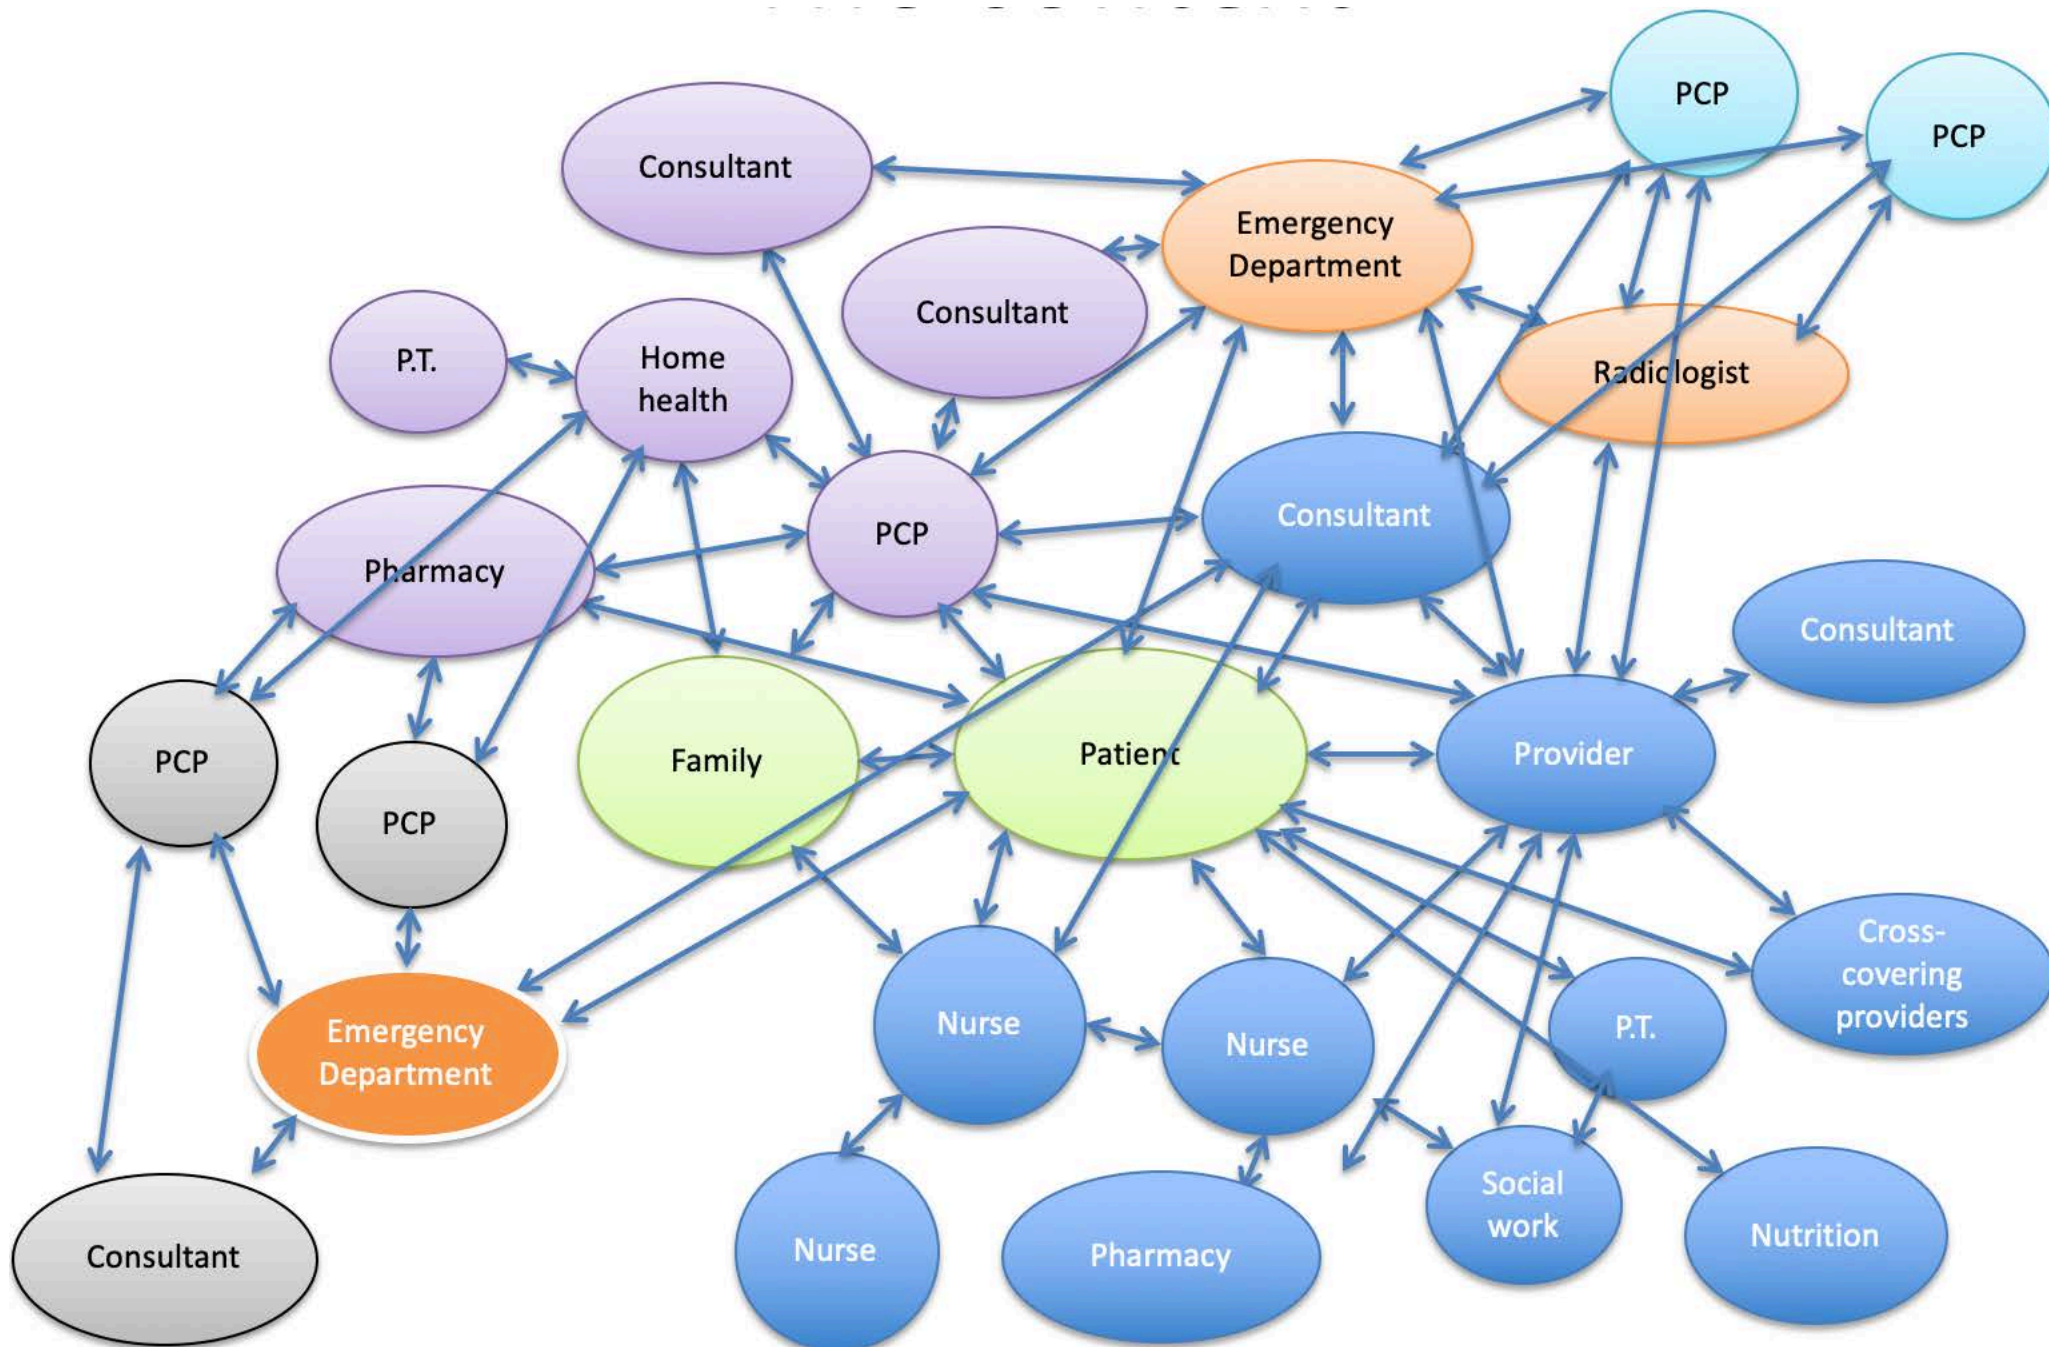 PCP
PCP
Consultant
Emergency
Department
Consultant
P.T.
Home
health
Radiologist
Consultant
PCP
Pharmacy
Consultant
PCP
Family
Patient
Provider
PCP
Cross-
covering
providers
Emergency
Department
Nurse
Nurse
P.T.
Consultant
Nurse
Pharmacy
Social
work
Nutrition